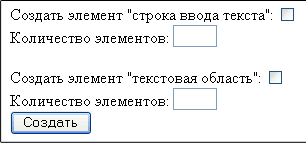 Создать элемент "строка ввода текста":
Количество элементов:
Создать элемент "текстовая область":
Количество элементов:
Создать